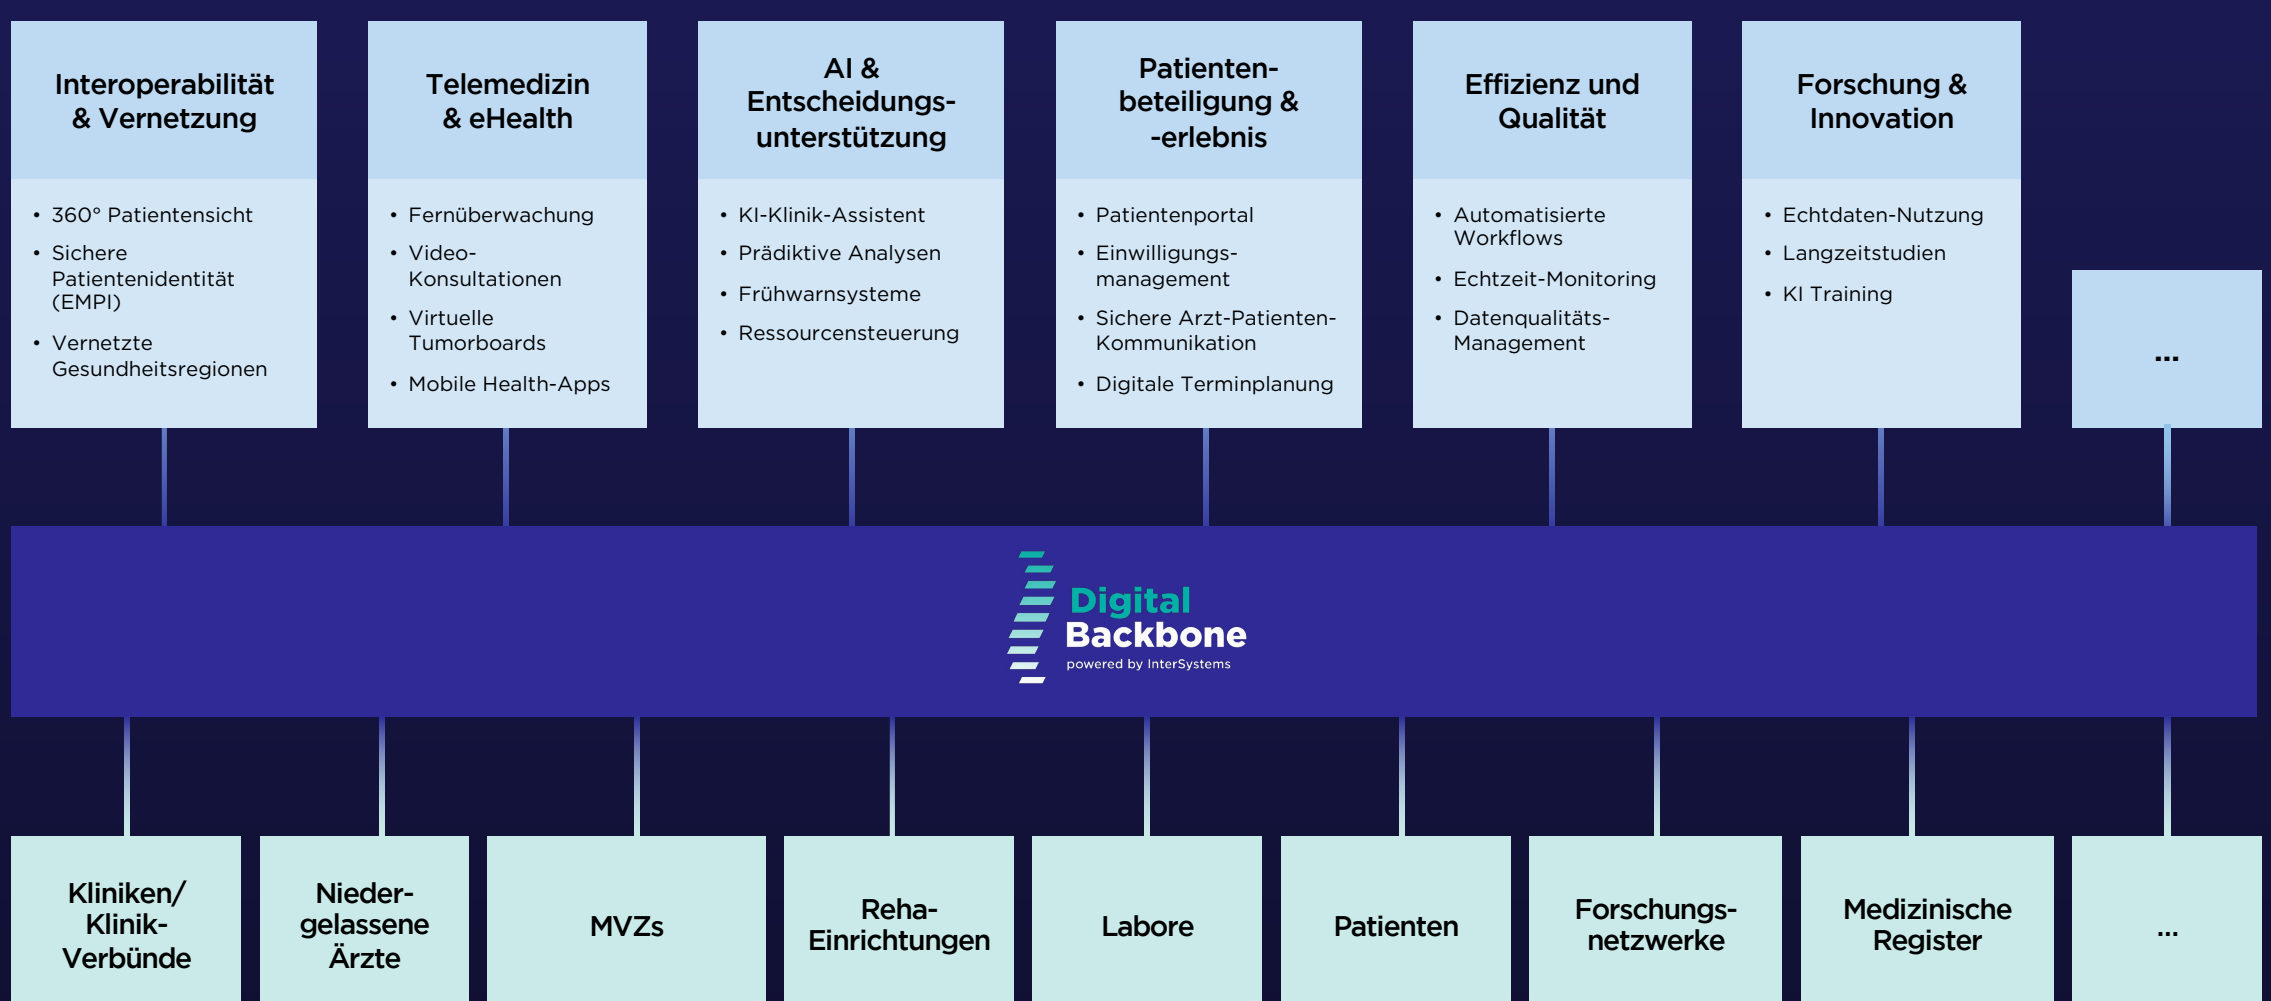 Interoperabilität
& Vernetzung
• 360° Patientensicht
• Sichere
Patientenidentität
(EMPI)
• Vernetzte
Gesundheitsregionen
Telemedizin
& eHealth
• Fernüberwachung
• Video-
Konsultationen
• Virtuelle
Tumorboards
• Mobile Health-Apps
AI &
Entscheidungs-
unterstützung
• KI-Klinik-Assistent
• Prädiktive Analysen
• Frühwarnsysteme
• Ressourcensteuerung
Patienten-
beteiligung &
-erlebnis
• Patientenportal
• Einwilligungs-
management
• Sichere Arzt-Patienten-
Kommunikation
• Digitale Terminplanung
Effizienz und
Qualität
• Automatisierte
Workflows
• Echtzeit-Monitoring
• Datenqualitäts-
Management
Forschung &
Innovation
• Echtdaten-Nutzung
• Langzeitstudien
• KI Training
...
Digital
Backbone
powered by InterSystems
Kliniken/
Klinik-
Verbünde
Nieder-
gelassene
Ärzte
MVZs
Reha-
Einrichtungen
Labore
Patienten
Forschungs-
netzwerke
Medizinische
Register
...